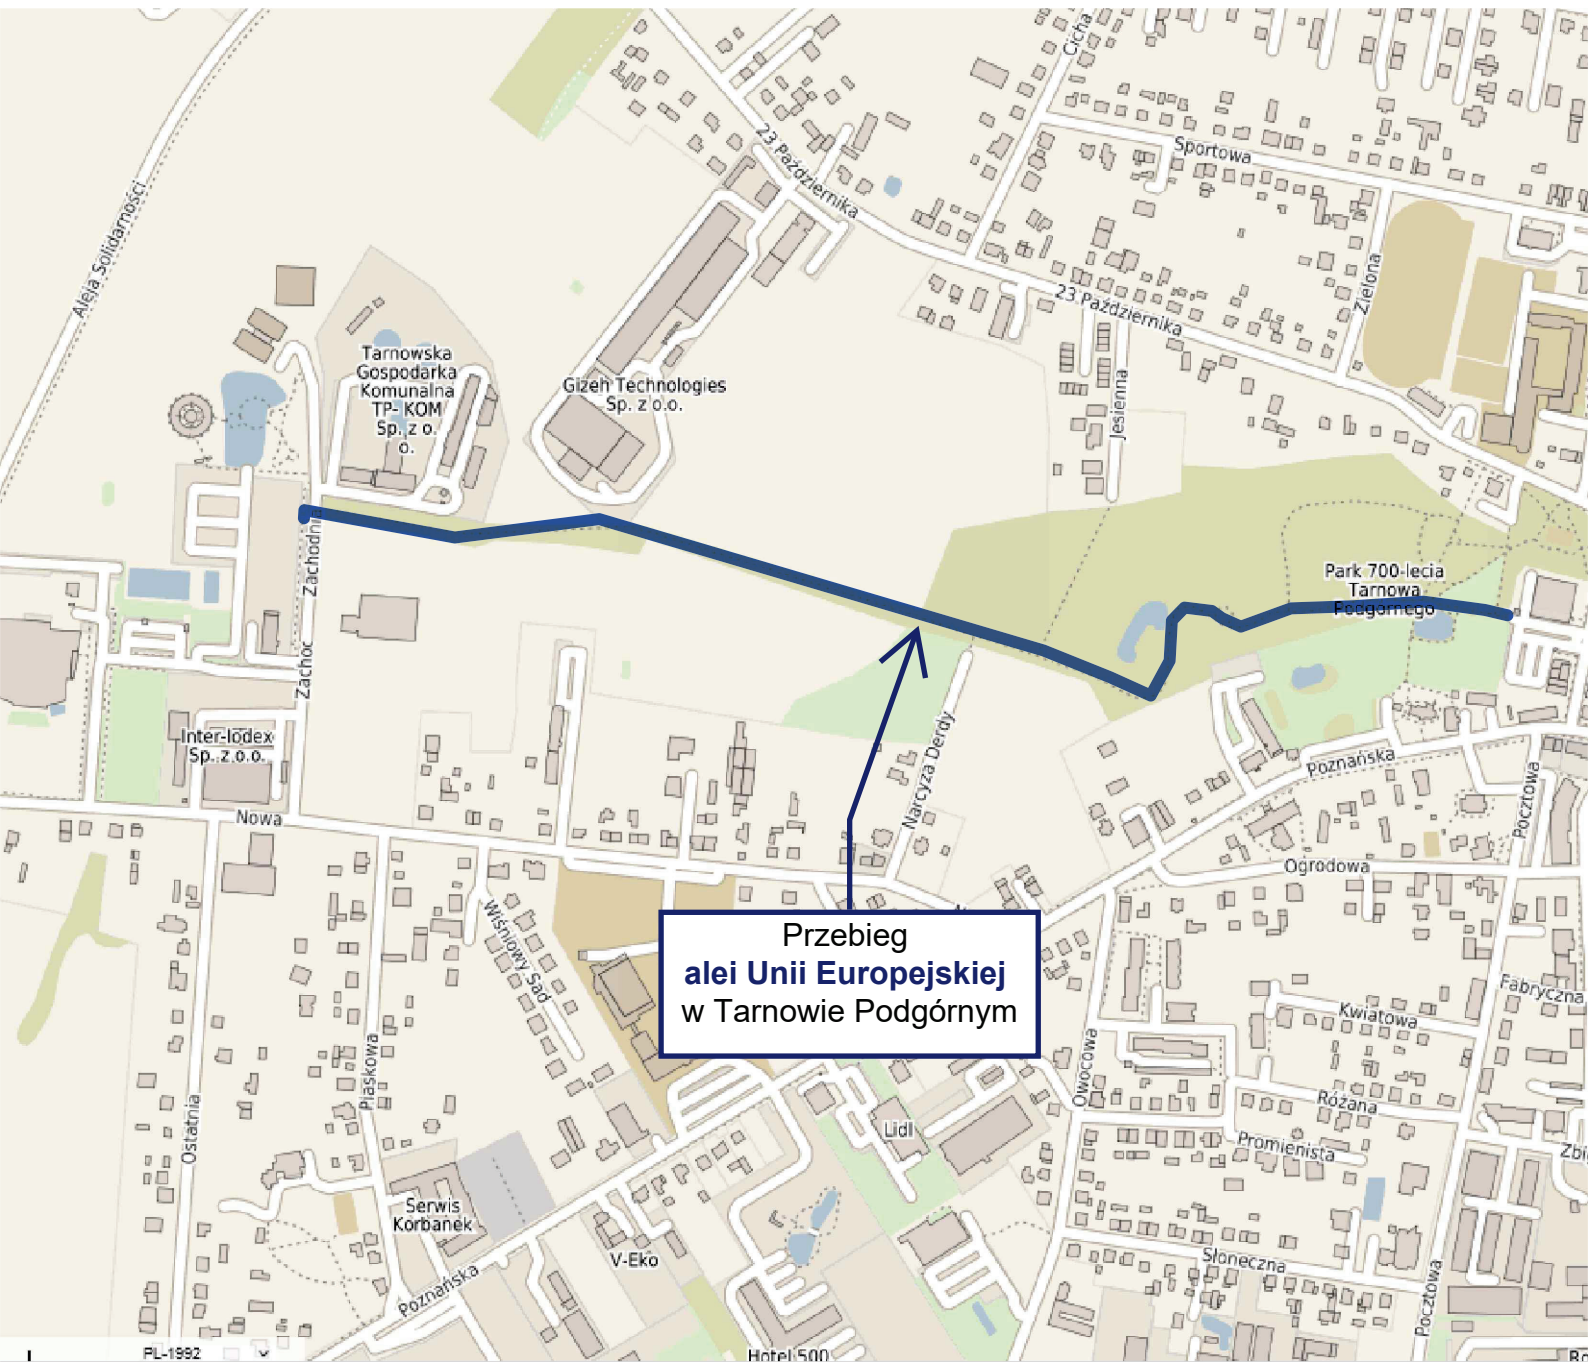 Cicha
23 Października
Sportowa
Aleja Solidarności
Zielona
23 Października
Tarnowska
Gospodarka
Komunalna
TP- KOM
Sp. z o.
o.
Gizeh Technologies
Sp. z o.o.
Jesienna
Zachodnia
Park 700-lecia
Tarnowa
Podgórnego
Zachoc
Inter-Iodex
Sp. z o.o.
Narcyza Derdy
Poznańska
Pocztowa
Nowa
Ogrodowa
Wiśniowy Sad
Przebieg
alei Unii Europejskiej
w Tarnowie Podgórnym
Fabryczna
Kwiatowa
Piaskowa
Owocowa
Ostatnia
Różana
Lidl
Promienista
Zbi
Serwis
Korbanek
V-Eko
Słoneczna
Poznańska
Pocztowa
PL-1992
Hotel 500